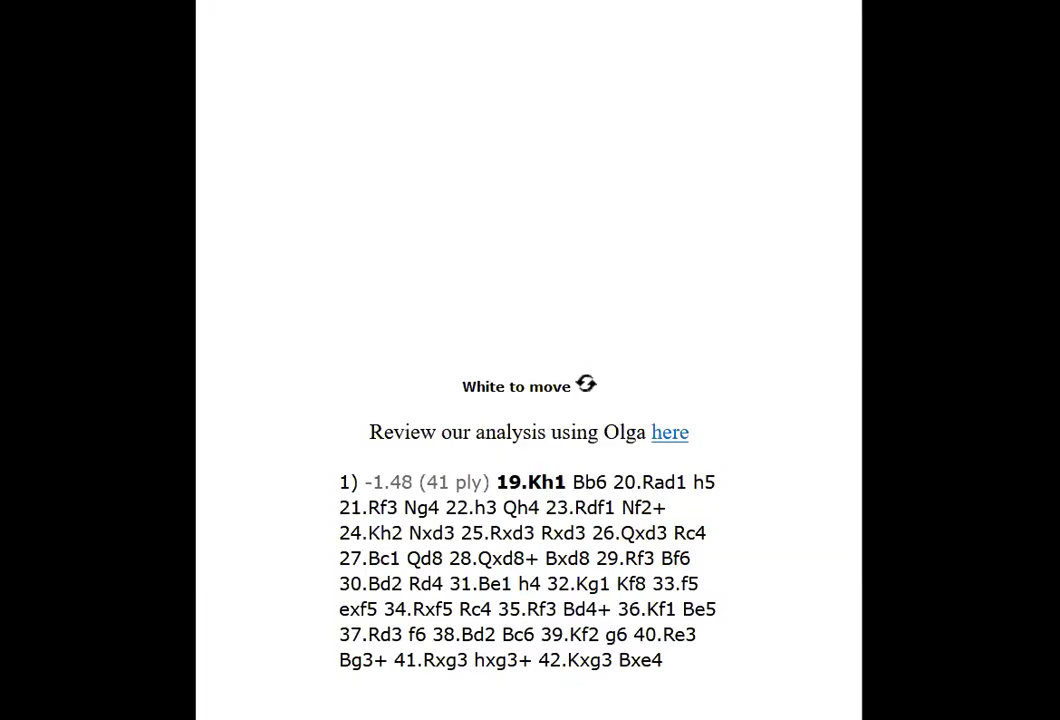 White to move
Review our analysis using Olga here
1) -1.48 (41 ply) 19.Kh1 Bb6 20.Rad1 h5
21.Rf3 Ng4 22.h3 Qh4 23.Rdf1 Nf2+
24.Kh2 Nxd3 25.Rxd3 Rxd3 26.Qxd3 Rc4
27.Bc1 Qd8 28.Qxd8+ Bxd8 29.Rf3 Bf6
30.Bd2 Rd4 31.Be1 h4 32.Kg1 Kf8 33.f5
exf5 34.Rxf5 Rc4 35.Rf3 Bd4+ 36.Kf1 Be5
37.Rd3 f6 38.Bd2 Bc6 39.Kf2 g6 40.Re3
Bg3+ 41.Rxg3 hxg3+ 42.Kxg3 Bxe4